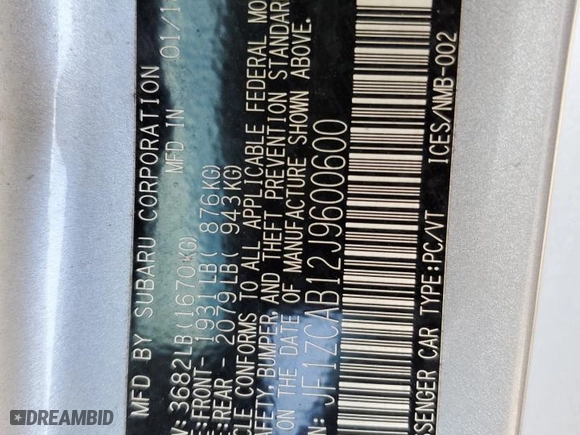 MFD BY SUBARU CORPORATION
MFD IN 01/1
: 3682LB(1670KG)
:FRONT- 1931LB( 876KG)
:REAR - 2079LB( 943KG)
CLE CONFORMS TO ALL APPLICABLE FEDERAL MO
AFETY, BUMPER, AND THEFT PREVENTION STANDAR
ON THE DATE OF MANUFACTURE SHOWN ABOVE.
N: JF1ZCAB12J9600600
SSENGER CAR TYPE:PC/VT
ICES/NMB-002
DREAMBID
DREAMBID